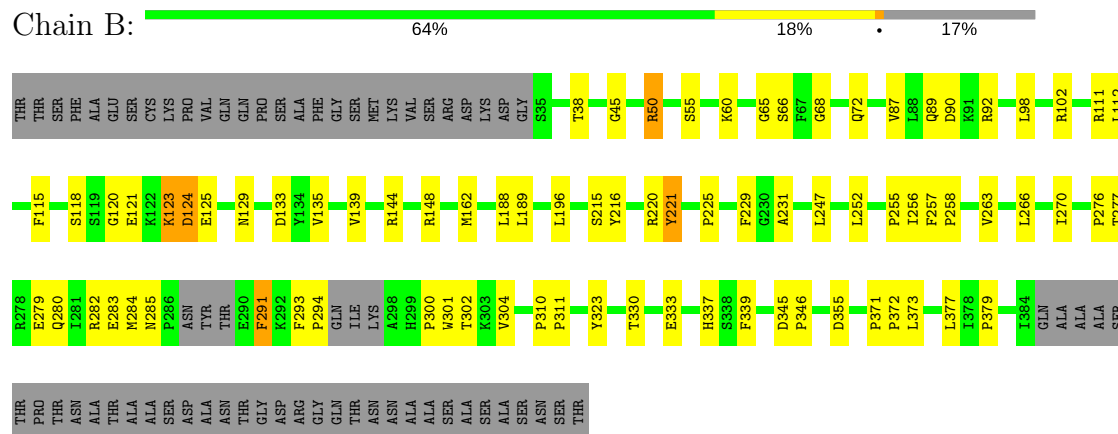 Chain B:
64% 18% • 17%
THR THR SER PHE ALA GLU SER CYS LYS PRO VAL GLN GLN PRO SER ALA PHE GLY SER MET LYS VAL SER ARG ASP LYS ASP GLY S35 T38 G45 R50 S55 K60 G65 S66 F67 G68 Q72 V87 L88 Q89 D90 K91 R92 L98 R102 R111 L112
F115 S118 S119 G120 E121 K122 K123 D124 E125 N129 D133 Y134 V135 V139 R144 R148 M162 L188 L189 L196 S215 Y216 R220 Y221 P225 F229 G230 A231 L247 L252 P255 I256 F257 P258 V263 L266 I270 P276 T277
R278 E279 Q280 I281 R282 E283 M284 N285 P286 ASN TYR THR E290 F291 K292 F293 P294 GLN ILE LYS A298 H299 P300 W301 T302 K303 V304 P310 P311 Y323 T330 E333 H337 S338 F339 D345 P346 D355 P371 P372 L373 L377 I378 P379 I384 GLN ALA ALA ALA SER
THR PRO THR ASN ALA THR ALA ALA SER ASP ALA ASN THR GLY ASP ARG GLY GLN THR ASN ASN ALA ALA SER ALA SER ALA SER ASN SER THR